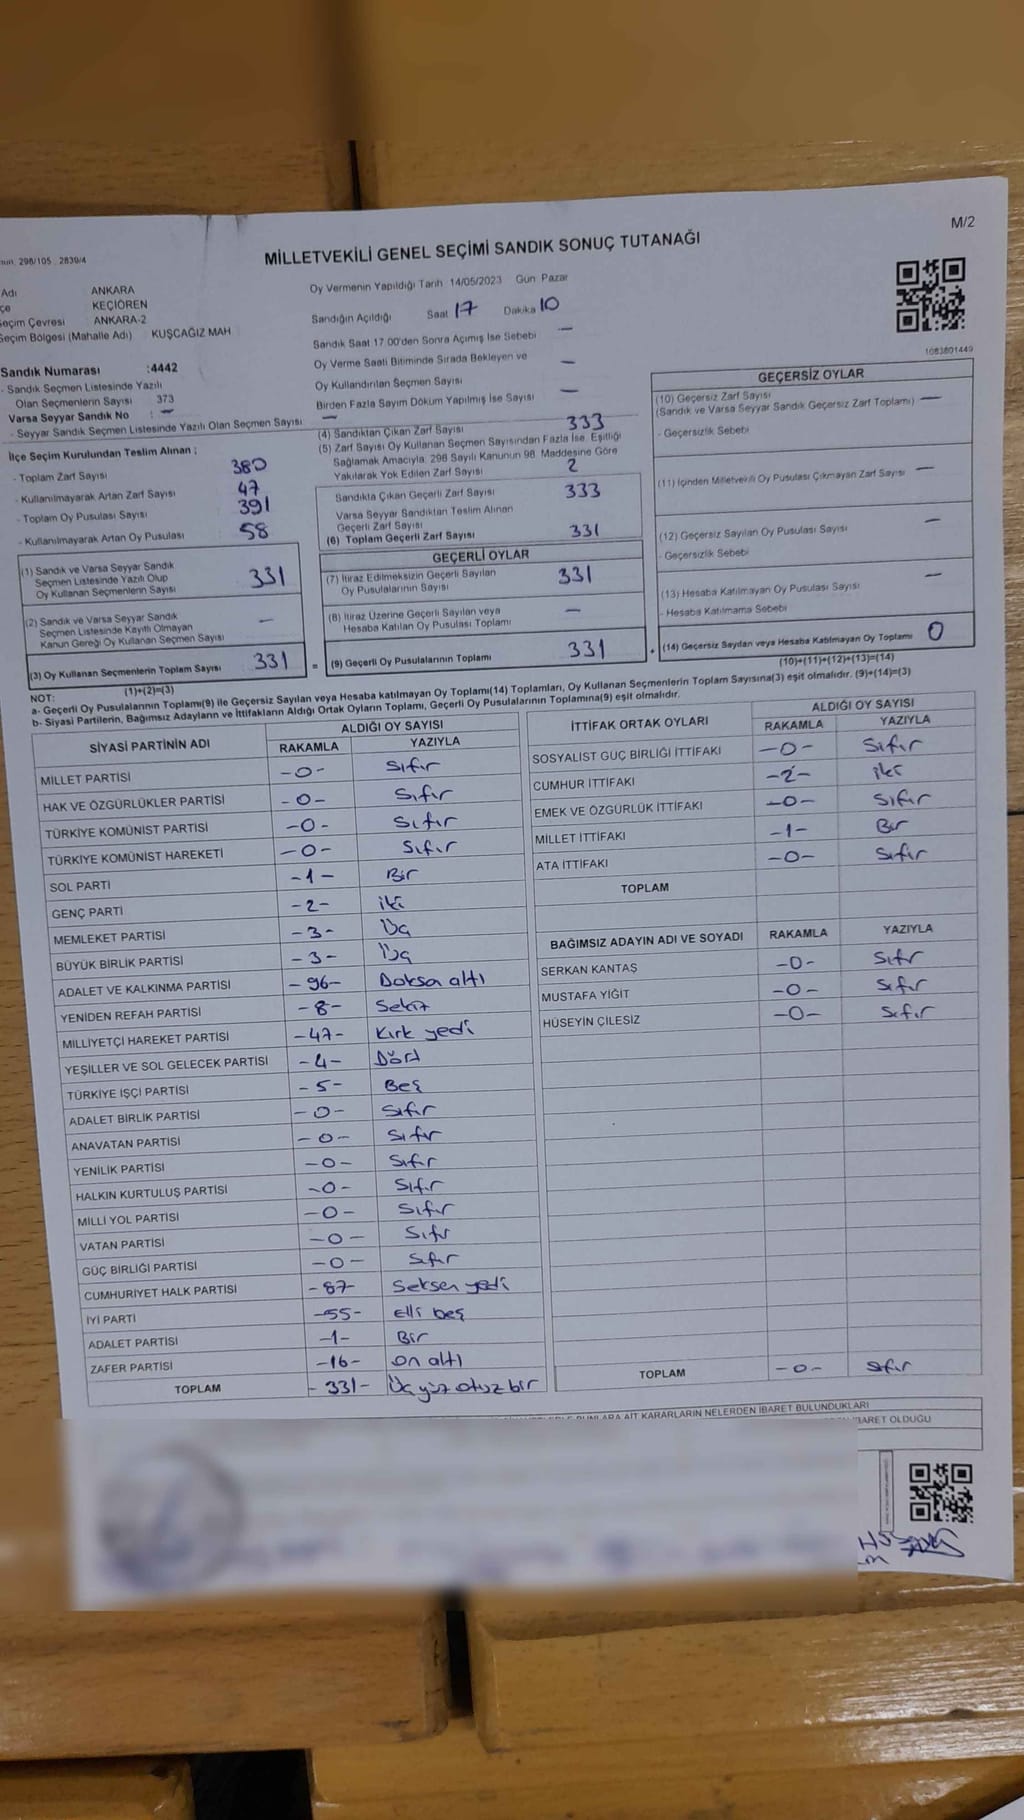 M/2
298/105 2839/4
MİLLETVEKİLİ GENEL SEÇİMİ SANDIK SONUÇ TUTANAĞI
Adı ANKARA
KEÇİÖREN
Seçim Çevresi ANKARA-2
Seçim Bölgesi (Mahalle Adı) KUŞCAĞIZ MAH
Sandık Numarası :4442
- Sandık Seçmen Listesinde Yazılı
Olan Seçmenlerin Sayısı 373
Varsa Seyyar Sandık No : —
- Seyyar Sandık Seçmen Listesinde Yazılı Olan Seçmen Sayısı —
İlçe Seçim Kurulundan Teslim Alınan ;
- Toplam Zarf Sayısı 380
- Kullanılmayarak Artan Zarf Sayısı 47
- Toplam Oy Pusulası Sayısı 391
- Kullanılmayarak Artan Oy Pusulası 58
(1) Sandık ve Varsa Seyyar Sandık
Seçmen Listesinde Yazılı Olup
Oy Kullanan Seçmenlerin Sayısı 331
(2) Sandık ve Varsa Seyyar Sandık
Seçmen Listesinde Kayıtlı Olmayan
Kanun Gereği Oy Kullanan Seçmen Sayısı —
(3) Oy Kullanan Seçmenlerin Toplam Sayısı 331 =
(1)+(2)=(3)
Oy Vermenin Yapıldığı Tarih 14/05/2023 Gün Pazar
Sandığın Açıldığı Saat 17 Dakika 10
Sandık Saat 17:00'den Sonra Açımış İse Sebebi —
Oy Verme Saati Bitiminde Sırada Bekleyen ve
Oy Kullandırılan Seçmen Sayısı —
Birden Fazla Sayım Döküm Yapılmış İse Sayısı —
(4) Sandıktan Çıkan Zarf Sayısı 333
(5) Zarf Sayısı Oy Kullanan Seçmen Sayısından Fazla İse, Eşitliği
Sağlamak Amacıyla, 298 Sayılı Kanunun 98. Maddesine Göre
Yakılarak Yok Edilen Zarf Sayısı 2
Sandıkta Çıkan Geçerli Zarf Sayısı 333
Varsa Seyyar Sandıktan Teslim Alınan
Geçerli Zarf Sayısı
(6) Toplam Geçerli Zarf Sayısı 331
GEÇERLİ OYLAR
(7) İtiraz Edilmeksizin Geçerli Sayılan
Oy Pusulalarının Sayısı 331
(8) İtiraz Üzerine Geçerli Sayılan veya
Hesaba Katılan Oy Pusulası Toplamı —
(9) Geçerli Oy Pusulalarının Toplamı 331 +
1083801449
GEÇERSİZ OYLAR
(10) Geçersiz Zarf Sayısı —
(Sandık ve Varsa Seyyar Sandık Geçersiz Zarf Toplamı)
- Geçersizlik Sebebi
(11) İçinden Milletvekili Oy Pusulası Çıkmayan Zarf Sayısı —
(12) Geçersiz Sayılan Oy Pusulası Sayısı —
- Geçersizlik Sebebi
(13) Hesaba Katılmayan Oy Pusulası Sayısı —
- Hesaba Katılmama Sebebi
(14) Geçersiz Sayılan veya Hesaba Katılmayan Oy Toplamı 0
(10)+(11)+(12)+(13)=(14)
NOT:
a- Geçerli Oy Pusulalarının Toplamı(9) ile Geçersiz Sayılan veya Hesaba katılmayan Oy Toplamı(14) Toplamları, Oy Kullanan Seçmenlerin Toplam Sayısına(3) eşit olmalıdır. (9)+(14)=(3)
b- Siyasi Partilerin, Bağımsız Adayların ve İttifakların Aldığı Ortak Oyların Toplamı, Geçerli Oy Pusulalarının Toplamına(9) eşit olmalıdır.
SİYASİ PARTİNİN ADI ALDIĞI OY SAYISI
RAKAMLA YAZIYLA
MİLLET PARTİSİ -0- Sıfır
HAK VE ÖZGÜRLÜKLER PARTİSİ -0- Sıfır
TÜRKİYE KOMÜNİST PARTİSİ -0- Sıfır
TÜRKİYE KOMÜNİST HAREKETİ -0- Sıfır
SOL PARTİ -1- Bir
GENÇ PARTİ -2- iki
MEMLEKET PARTİSİ -3- Üç
BÜYÜK BİRLİK PARTİSİ -3- Üç
ADALET VE KALKINMA PARTİSİ -96- Doksa altı
YENİDEN REFAH PARTİSİ -8- Sekiz
MİLLİYETÇİ HAREKET PARTİSİ -47- Kırk yedi
YEŞİLLER VE SOL GELECEK PARTİSİ -4- Dört
TÜRKİYE İŞÇİ PARTİSİ -5- Beş
ADALET BİRLİK PARTİSİ -0- Sıfır
ANAVATAN PARTİSİ -0- Sıfır
YENİLİK PARTİSİ -0- Sıfır
HALKIN KURTULUŞ PARTİSİ -0- Sıfır
MİLLİ YOL PARTİSİ -0- Sıfır
VATAN PARTİSİ -0- Sıfır
GÜÇ BİRLİĞİ PARTİSİ -0- Sıfır
CUMHURİYET HALK PARTİSİ -87- Seksen yedi
İYİ PARTİ -55- Elli beş
ADALET PARTİSİ -1- Bir
ZAFER PARTİSİ -16- on altı
TOPLAM -331- Üç yüz otuz bir
İTTİFAK ORTAK OYLARI ALDIĞI OY SAYISI
RAKAMLA YAZIYLA
SOSYALİST GÜÇ BİRLİĞİ İTTİFAKI -0- Sıfır
CUMHUR İTTİFAKI -2- iki
EMEK VE ÖZGÜRLÜK İTTİFAKI -0- Sıfır
MİLLET İTTİFAKI -1- Bir
ATA İTTİFAKI -0- Sıfır
TOPLAM
BAĞIMSIZ ADAYIN ADI VE SOYADI RAKAMLA YAZIYLA
SERKAN KANTAŞ -0- Sıfır
MUSTAFA YİĞİT -0- Sıfır
HÜSEYİN ÇİLESİZ -0- Sıfır
TOPLAM -0- Sıfır
BUNLARA AİT KARARLARIN NELERDEN İBARET BULUNDUKLARI
İBARET OLDUĞU